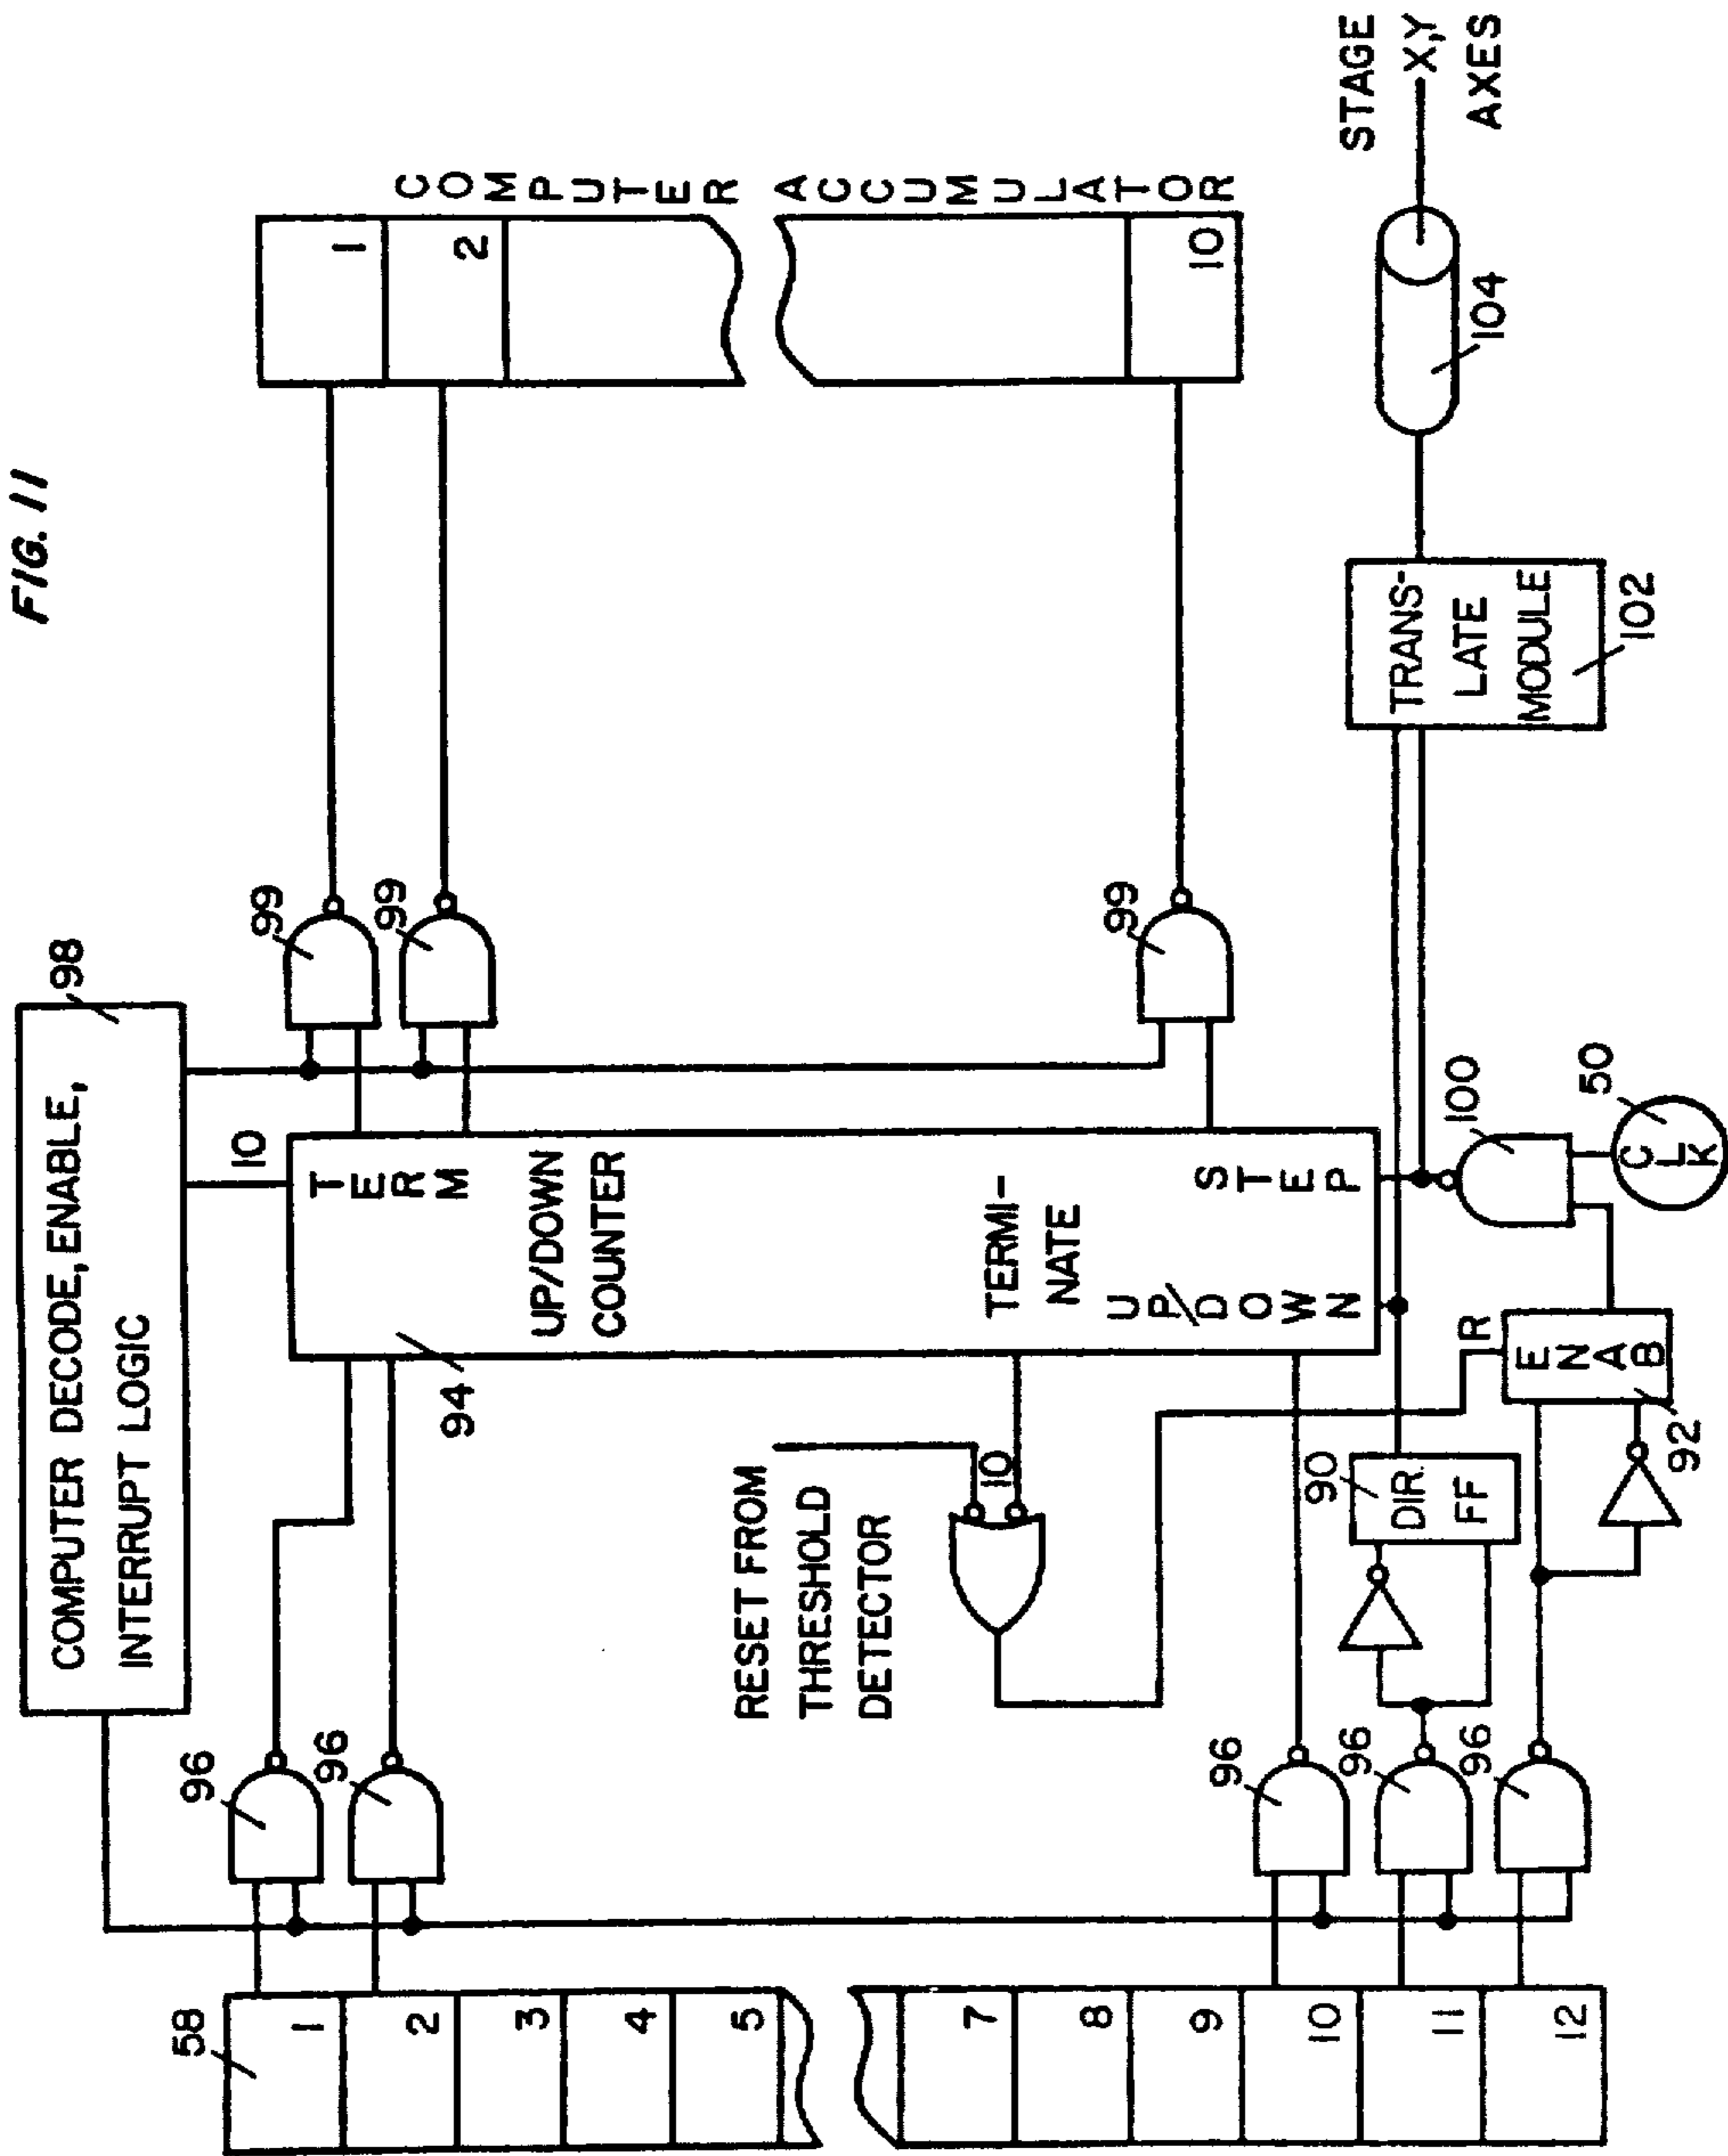 FIG. 11
COMPUTER DECODE, ENABLE,
INTERRUPT LOGIC
98
58
1
2
3
4
5
7
8
9
10
11
12
96
96
96
96
96
10
TERM
UP/DOWN
COUNTER
94
TERMI-
NATE
UP/DOWN
STEP
RESET FROM
THRESHOLD
DETECTOR
10
90
DIR.
FF
R
ENAB
92
100
CLK
50
99
99
99
1
2
10
COMPUTER ACCUMULATOR
TRANS-
LATE
MODULE
102
104
STAGE
X,Y
AXES